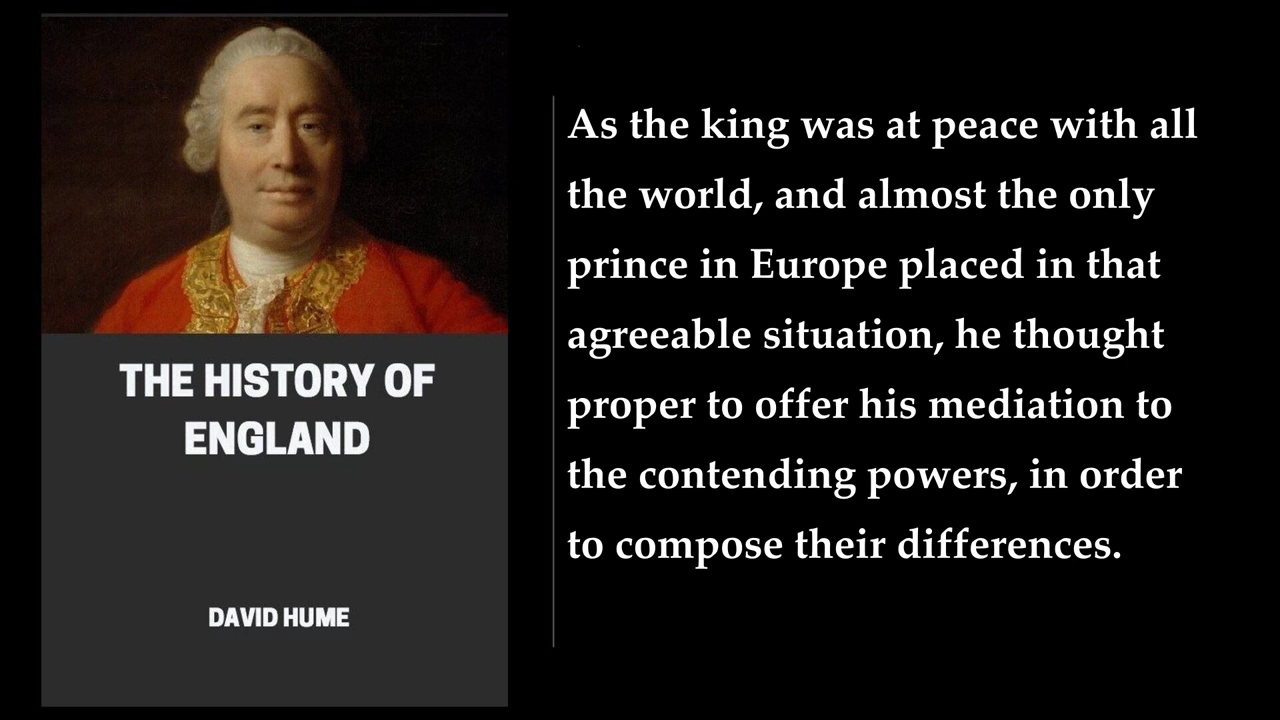 THE HISTORY OF
ENGLAND
DAVID HUME
As the king was at peace with all
the world, and almost the only
prince in Europe placed in that
agreeable situation, he thought
proper to offer his mediation to
the contending powers, in order
to compose their differences.